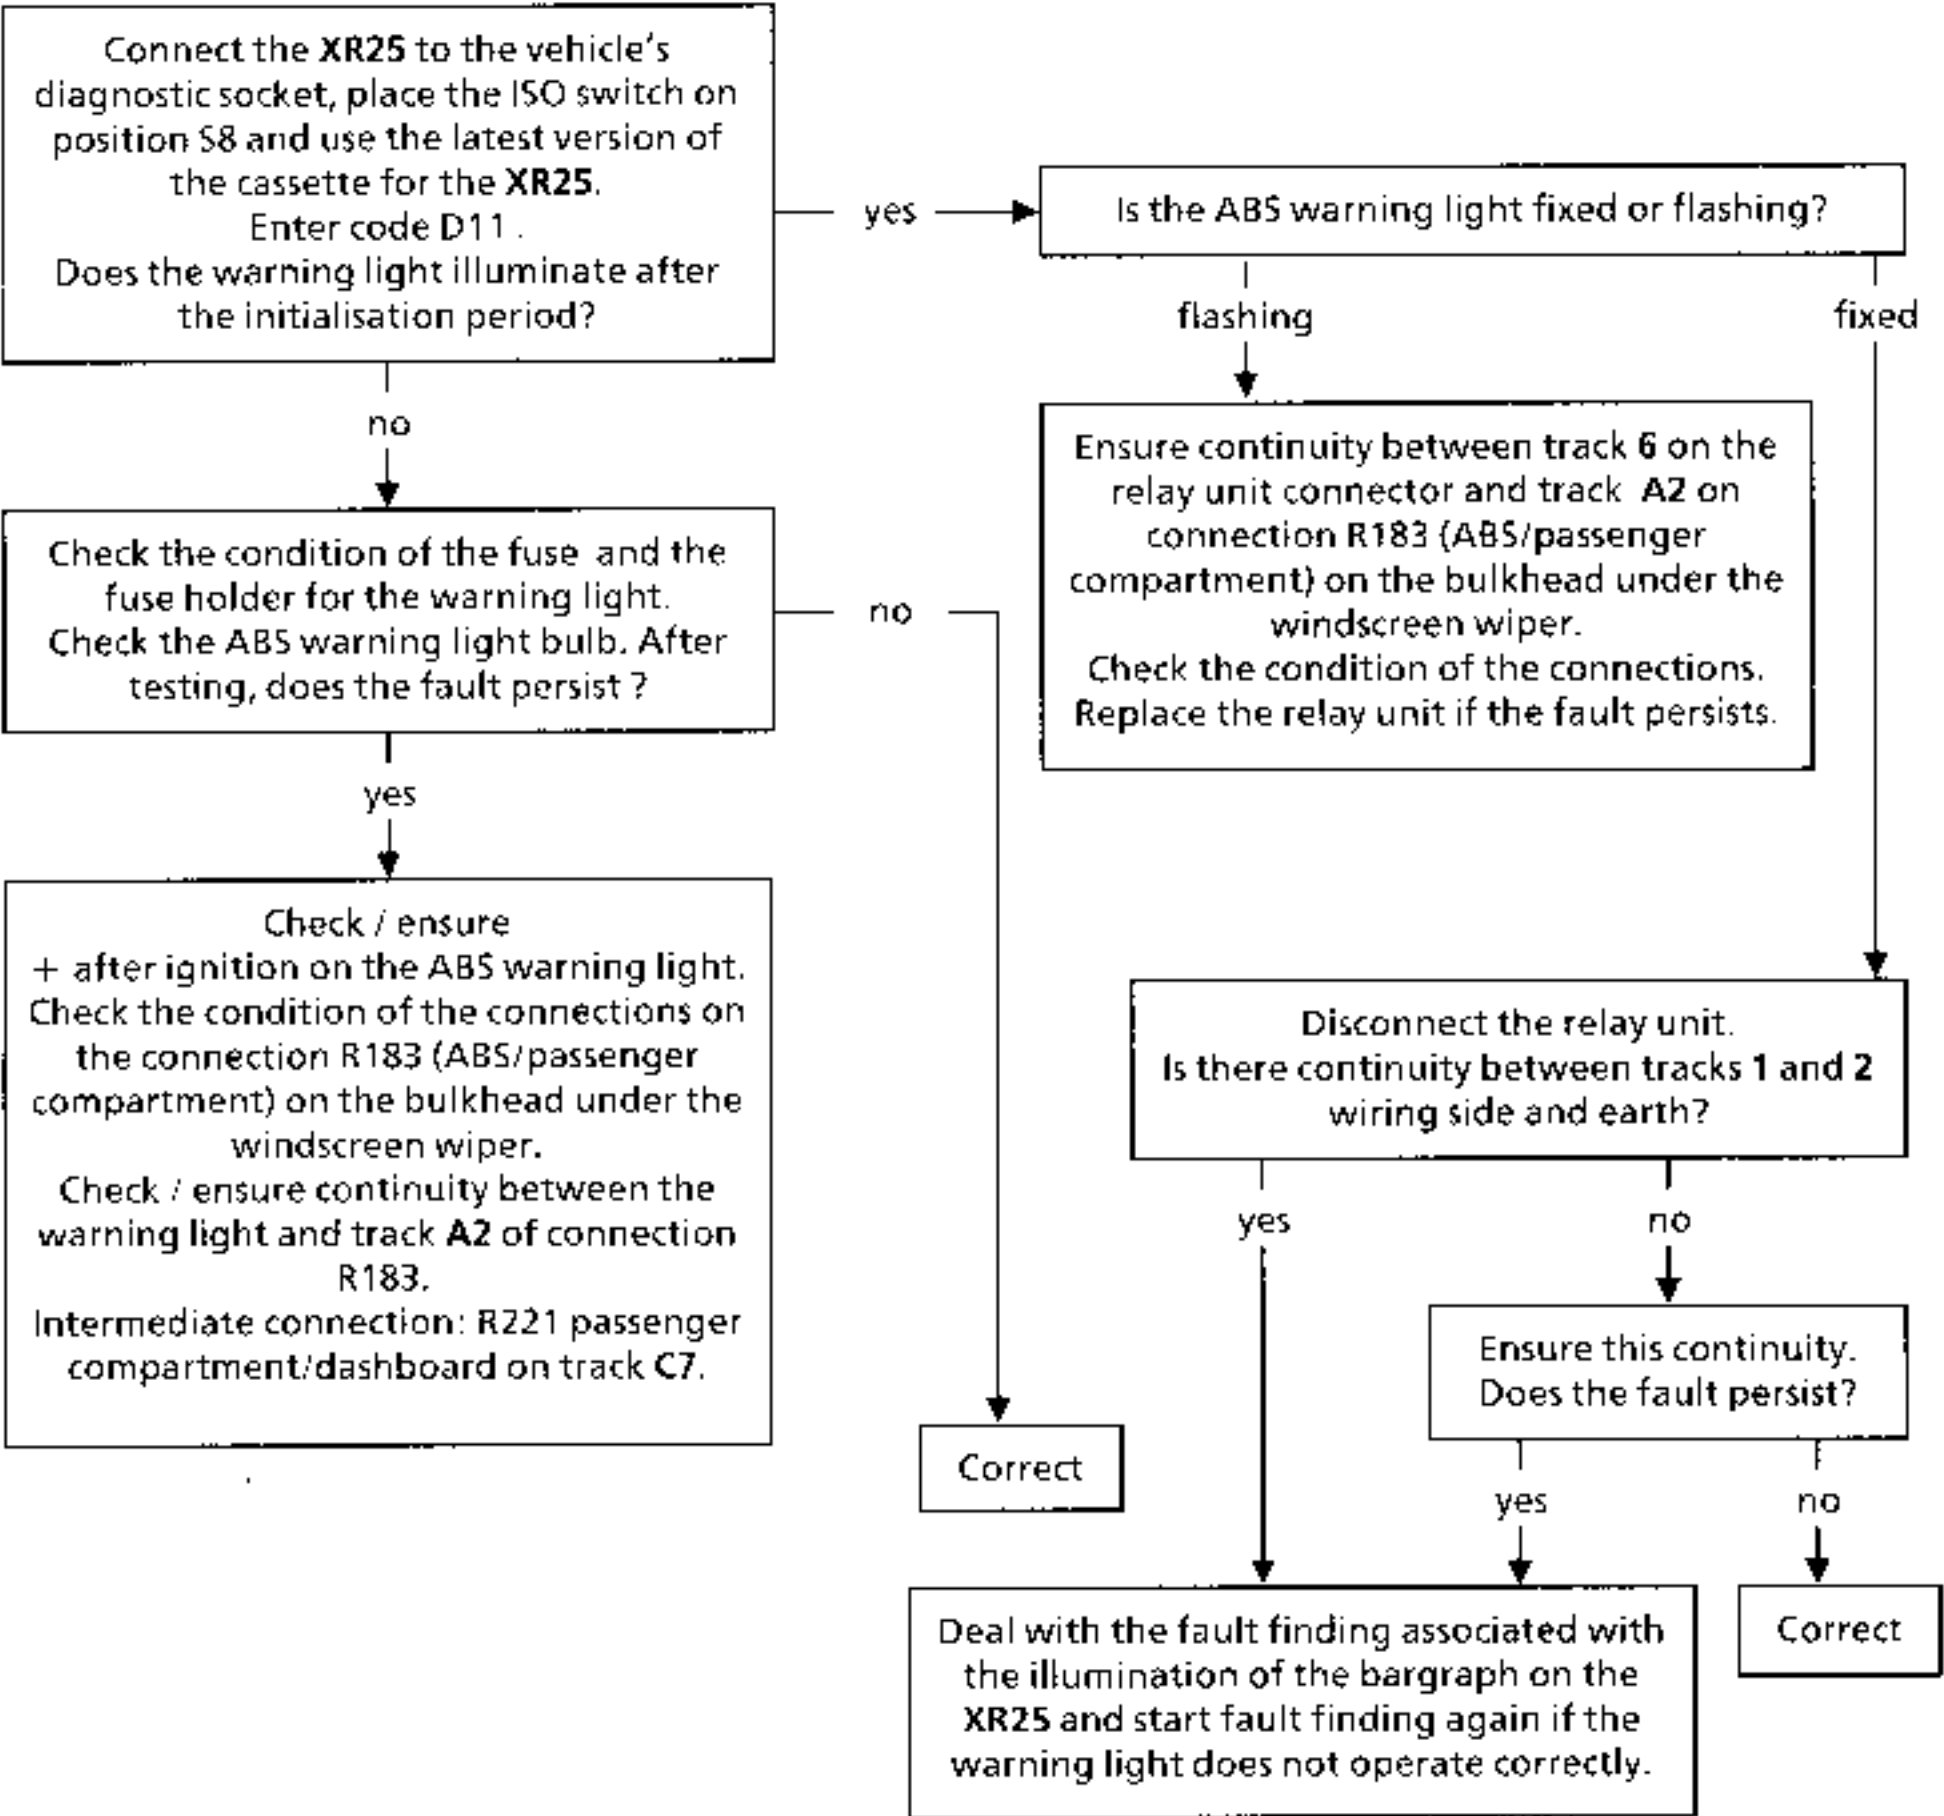 Connect the XR25 to the vehicle's
diagnostic socket, place the ISO switch on
position S8 and use the latest version of
the cassette for the XR25.
Enter code D11 .
Does the warning light illuminate after
the initialisation period?
yes
Is the ABS warning light fixed or flashing?
flashing
fixed
no
Ensure continuity between track 6 on the
relay unit connector and track A2 on
connection R183 (ABS/passenger
compartment) on the bulkhead under the
windscreen wiper.
Check the condition of the connections.
Replace the relay unit if the fault persists.
Check the condition of the fuse and the
fuse holder for the warning light.
Check the ABS warning light bulb. After
testing, does the fault persist ?
no
yes
Check / ensure
+ after ignition on the ABS warning light.
Check the condition of the connections on
the connection R183 (ABS/passenger
compartment) on the bulkhead under the
windscreen wiper.
Check / ensure continuity between the
warning light and track A2 of connection
R183.
Intermediate connection: R221 passenger
compartment/dashboard on track C7.
Disconnect the relay unit.
Is there continuity between tracks 1 and 2
wiring side and earth?
yes
no
Ensure this continuity.
Does the fault persist?
Correct
yes
no
Deal with the fault finding associated with
the illumination of the bargraph on the
XR25 and start fault finding again if the
warning light does not operate correctly.
Correct